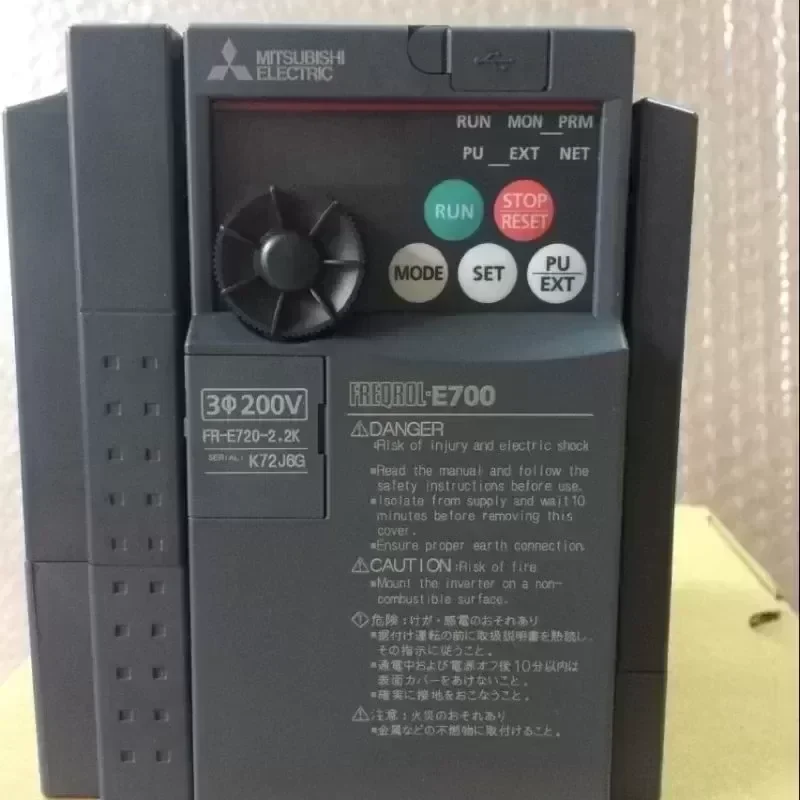 MITSUBISHI
ELECTRIC
RUN MON PRM
PU EXT NET
RUN
STOP
RESET
MODE
SET
PU
EXT
3Φ200V
FR-E720-2.2K
SERIAL: K72J6G
FREQROL-E700
⚠DANGER
:Risk of injury and electric shock
▪Read the manual and follow the
safety instructions before use.
▪Isolate from supply and wait 10
minutes before removing this
cover.
▪Ensure proper earth connection.
⚠CAUTION :Risk of fire
▪Mount the inverter on a non-
combustible surface.
危険：けが・感電のおそれあり
▪据付け運転の前に取扱説明書を熟読し、
その指示に従うこと。
▪通電中および電源オフ後10分以内は
表面カバーをあけないこと。
▪確実に接地をおこなうこと。
⚠注意：火災のおそれあり
▪金属などの不燃物に取付けること。